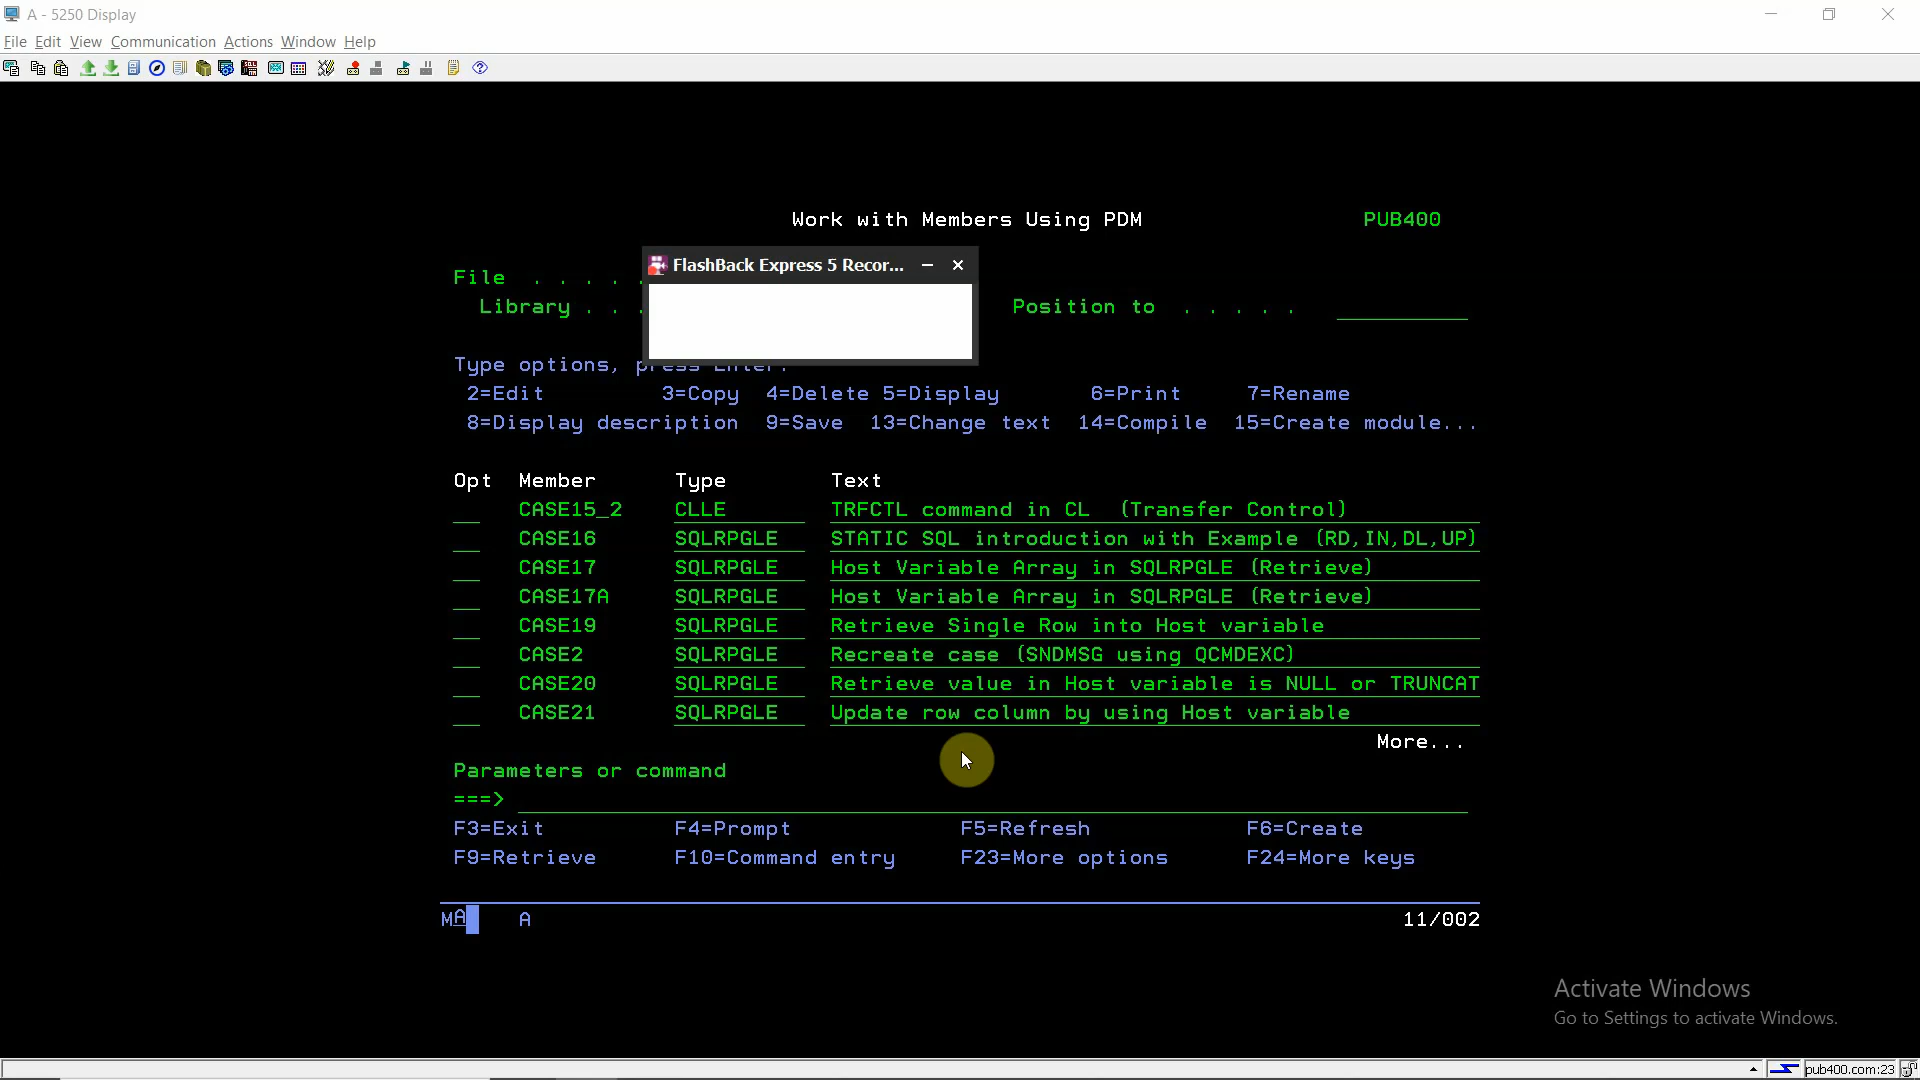 A - 5250 Display
File Edit View Communication Actions Window Help
Work with Members Using PDM PUB400
FlashBack Express 5 Recor...
File . . . . .
Library . . . Position to . . . . .
Type options,
2=Edit 3=Copy 4=Delete 5=Display 6=Print 7=Rename
8=Display description 9=Save 13=Change text 14=Compile 15=Create module...
Opt Member Type Text
CASE15_2 CLLE TRFCTL command in CL (Transfer Control)
CASE16 SQLRPGLE STATIC SQL introduction with Example (RD,IN,DL,UP)
CASE17 SQLRPGLE Host Variable Array in SQLRPGLE (Retrieve)
CASE17A SQLRPGLE Host Variable Array in SQLRPGLE (Retrieve)
CASE19 SQLRPGLE Retrieve Single Row into Host variable
CASE2 SQLRPGLE Recreate case (SNDMSG using QCMDEXC)
CASE20 SQLRPGLE Retrieve value in Host variable is NULL or TRUNCAT
CASE21 SQLRPGLE Update row column by using Host variable
More...
Parameters or command
===>
F3=Exit F4=Prompt F5=Refresh F6=Create
F9=Retrieve F10=Command entry F23=More options F24=More keys
MA A 11/002
Activate Windows
Go to Settings to activate Windows.
pub400.com:23